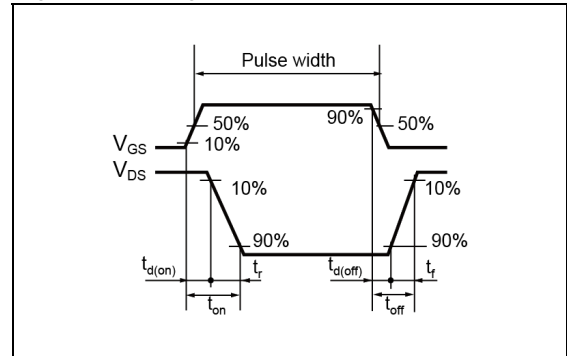 Pulse width
90%
50%
50%
10%
V_GS
V_DS
10%
10%
90%
90%
t_d(on)
t_r
t_d(off)
t_f
t_on
t_off